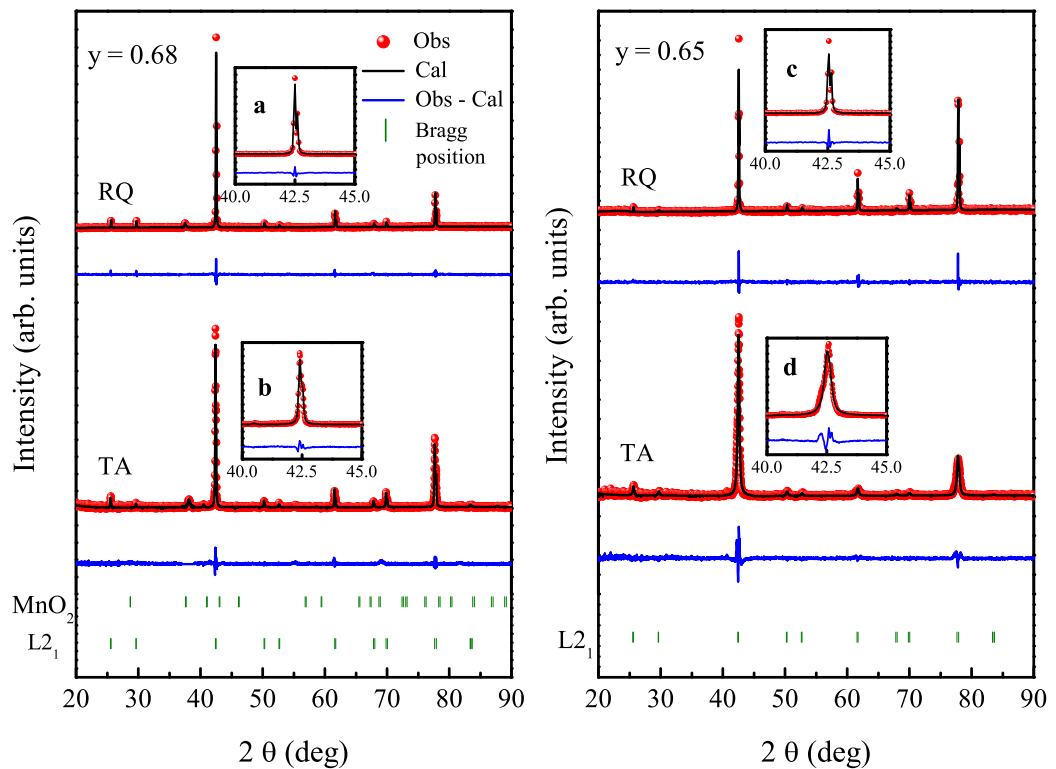 y = 0.68
Obs
Cal
Obs - Cal
Bragg
position
a
40.0 42.5 45.0
RQ
b
40.0 42.5 45.0
TA
MnO₂
L2₁
20 30 40 50 60 70 80 90
2 θ (deg)
Intensity (arb. units)
y = 0.65
c
40.0 42.5 45.0
RQ
d
40.0 42.5 45.0
TA
L2₁
20 30 40 50 60 70 80 90
2 θ (deg)
Intensity (arb. units)